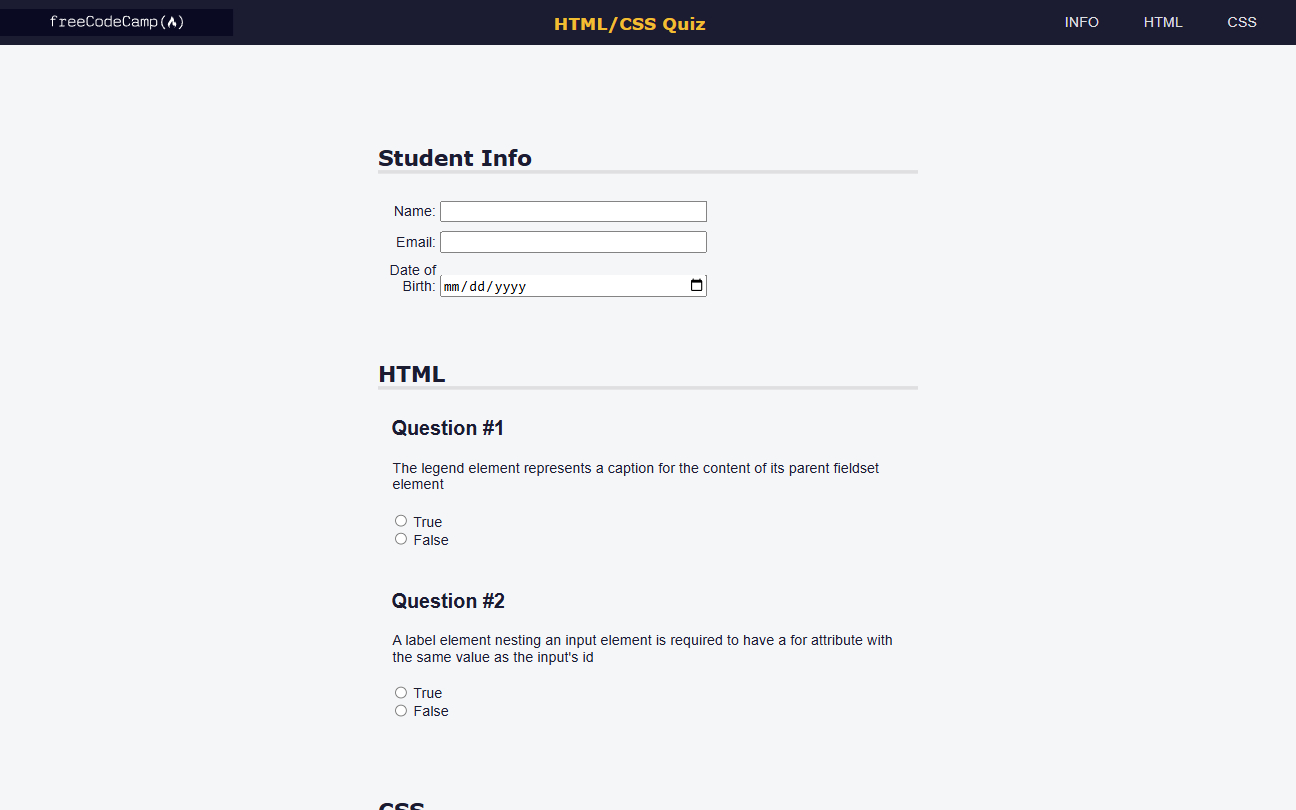 freeCodeCamp(🔥)
HTML/CSS Quiz
INFO
HTML
CSS
Student Info
Name:
Email:
Date of
Birth:
mm/dd/yyyy
HTML
Question #1
The legend element represents a caption for the content of its parent fieldset
element
True
False
Question #2
A label element nesting an input element is required to have a for attribute with
the same value as the input's id
True
False
CSS